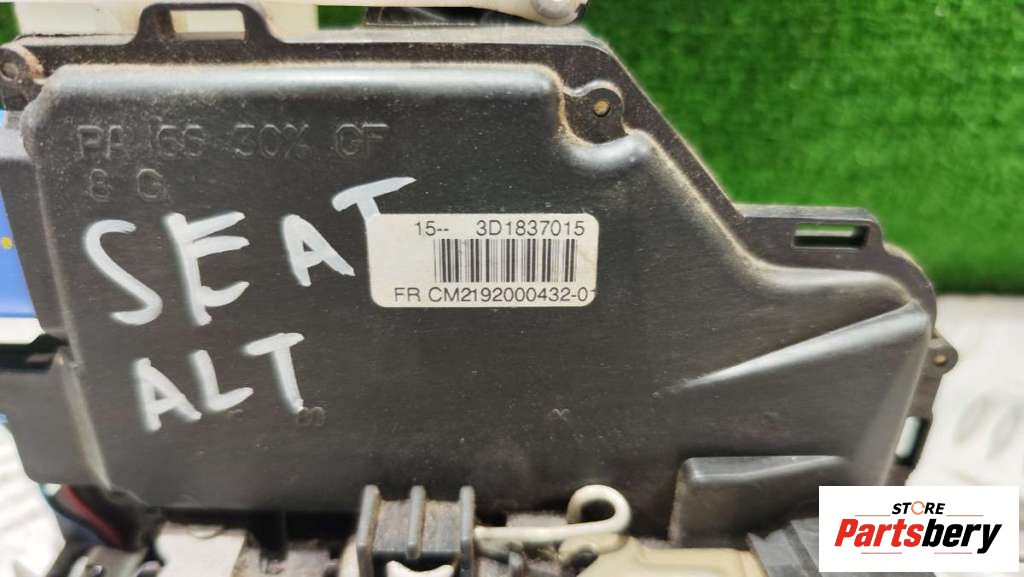 PA 66 30% GF
8 G
SEAT
ALT
15-- 3D1837015
FR CM2192000432-01
STORE
Partsbery